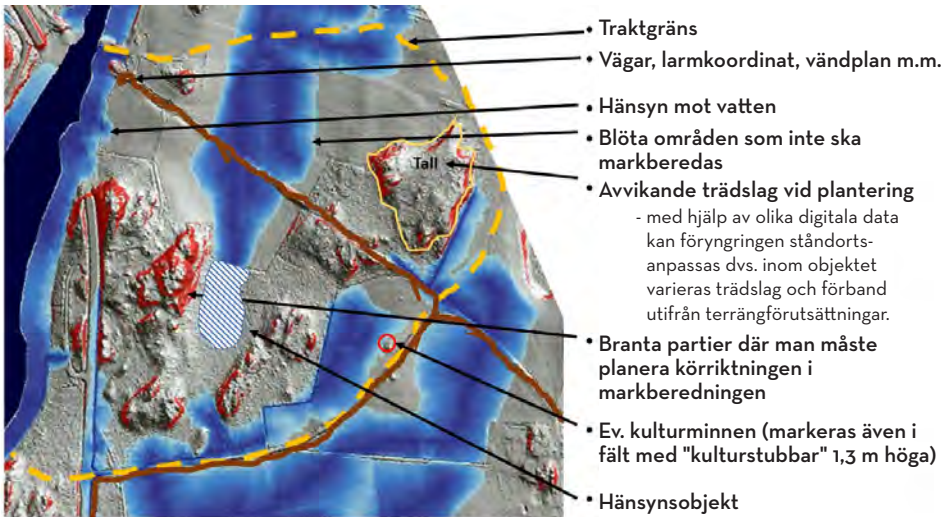 • Traktgräns
• Vägar, larmkoordinat, vändplan m.m.
• Hänsyn mot vatten
• Blöta områden som inte ska
markberedas
Tall
• Avvikande trädslag vid plantering
- med hjälp av olika digitala data
kan föryngringen ståndorts-
anpassas dvs. inom objektet
varieras trädslag och förband
utifrån terrängförutsättningar.
• Branta partier där man måste
planera körriktningen i
markberedningen
• Ev. kulturminnen (markeras även i
fält med "kulturstubbar" 1,3 m höga)
• Hänsynsobjekt